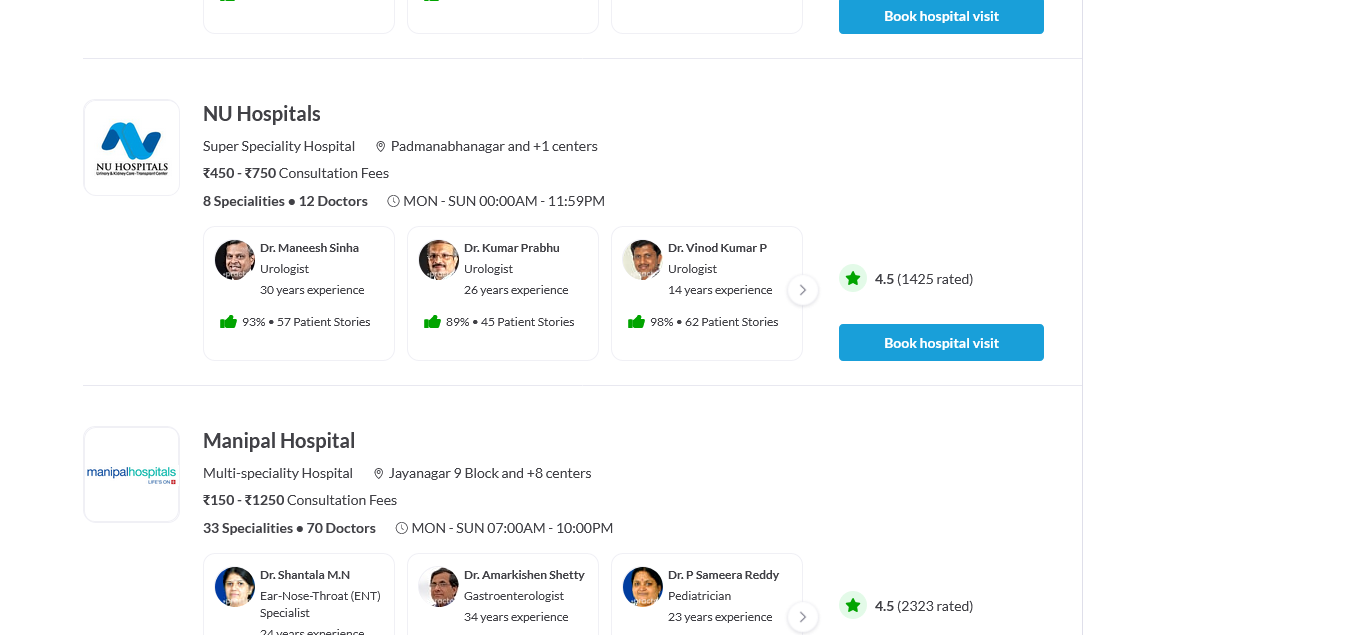 Book hospital visit
NU HOSPITALS
Urinary & Kidney Care • Transplant Center
NU Hospitals
Super Speciality Hospital Padmanabhanagar and +1 centers
₹450 - ₹750 Consultation Fees
8 Specialities ● 12 Doctors MON - SUN 00:00AM - 11:59PM
Dr. Maneesh Sinha
Urologist
30 years experience
93% • 57 Patient Stories
Dr. Kumar Prabhu
Urologist
26 years experience
89% • 45 Patient Stories
Dr. Vinod Kumar P
Urologist
14 years experience
98% • 62 Patient Stories
4.5 (1425 rated)
Book hospital visit
manipalhospitals
LIFE'S ON
Manipal Hospital
Multi-speciality Hospital Jayanagar 9 Block and +8 centers
₹150 - ₹1250 Consultation Fees
33 Specialities ● 70 Doctors MON - SUN 07:00AM - 10:00PM
Dr. Shantala M.N
Ear-Nose-Throat (ENT)
Specialist
24 years experience
Dr. Amarkishen Shetty
Gastroenterologist
34 years experience
Dr. P Sameera Reddy
Pediatrician
23 years experience
4.5 (2323 rated)